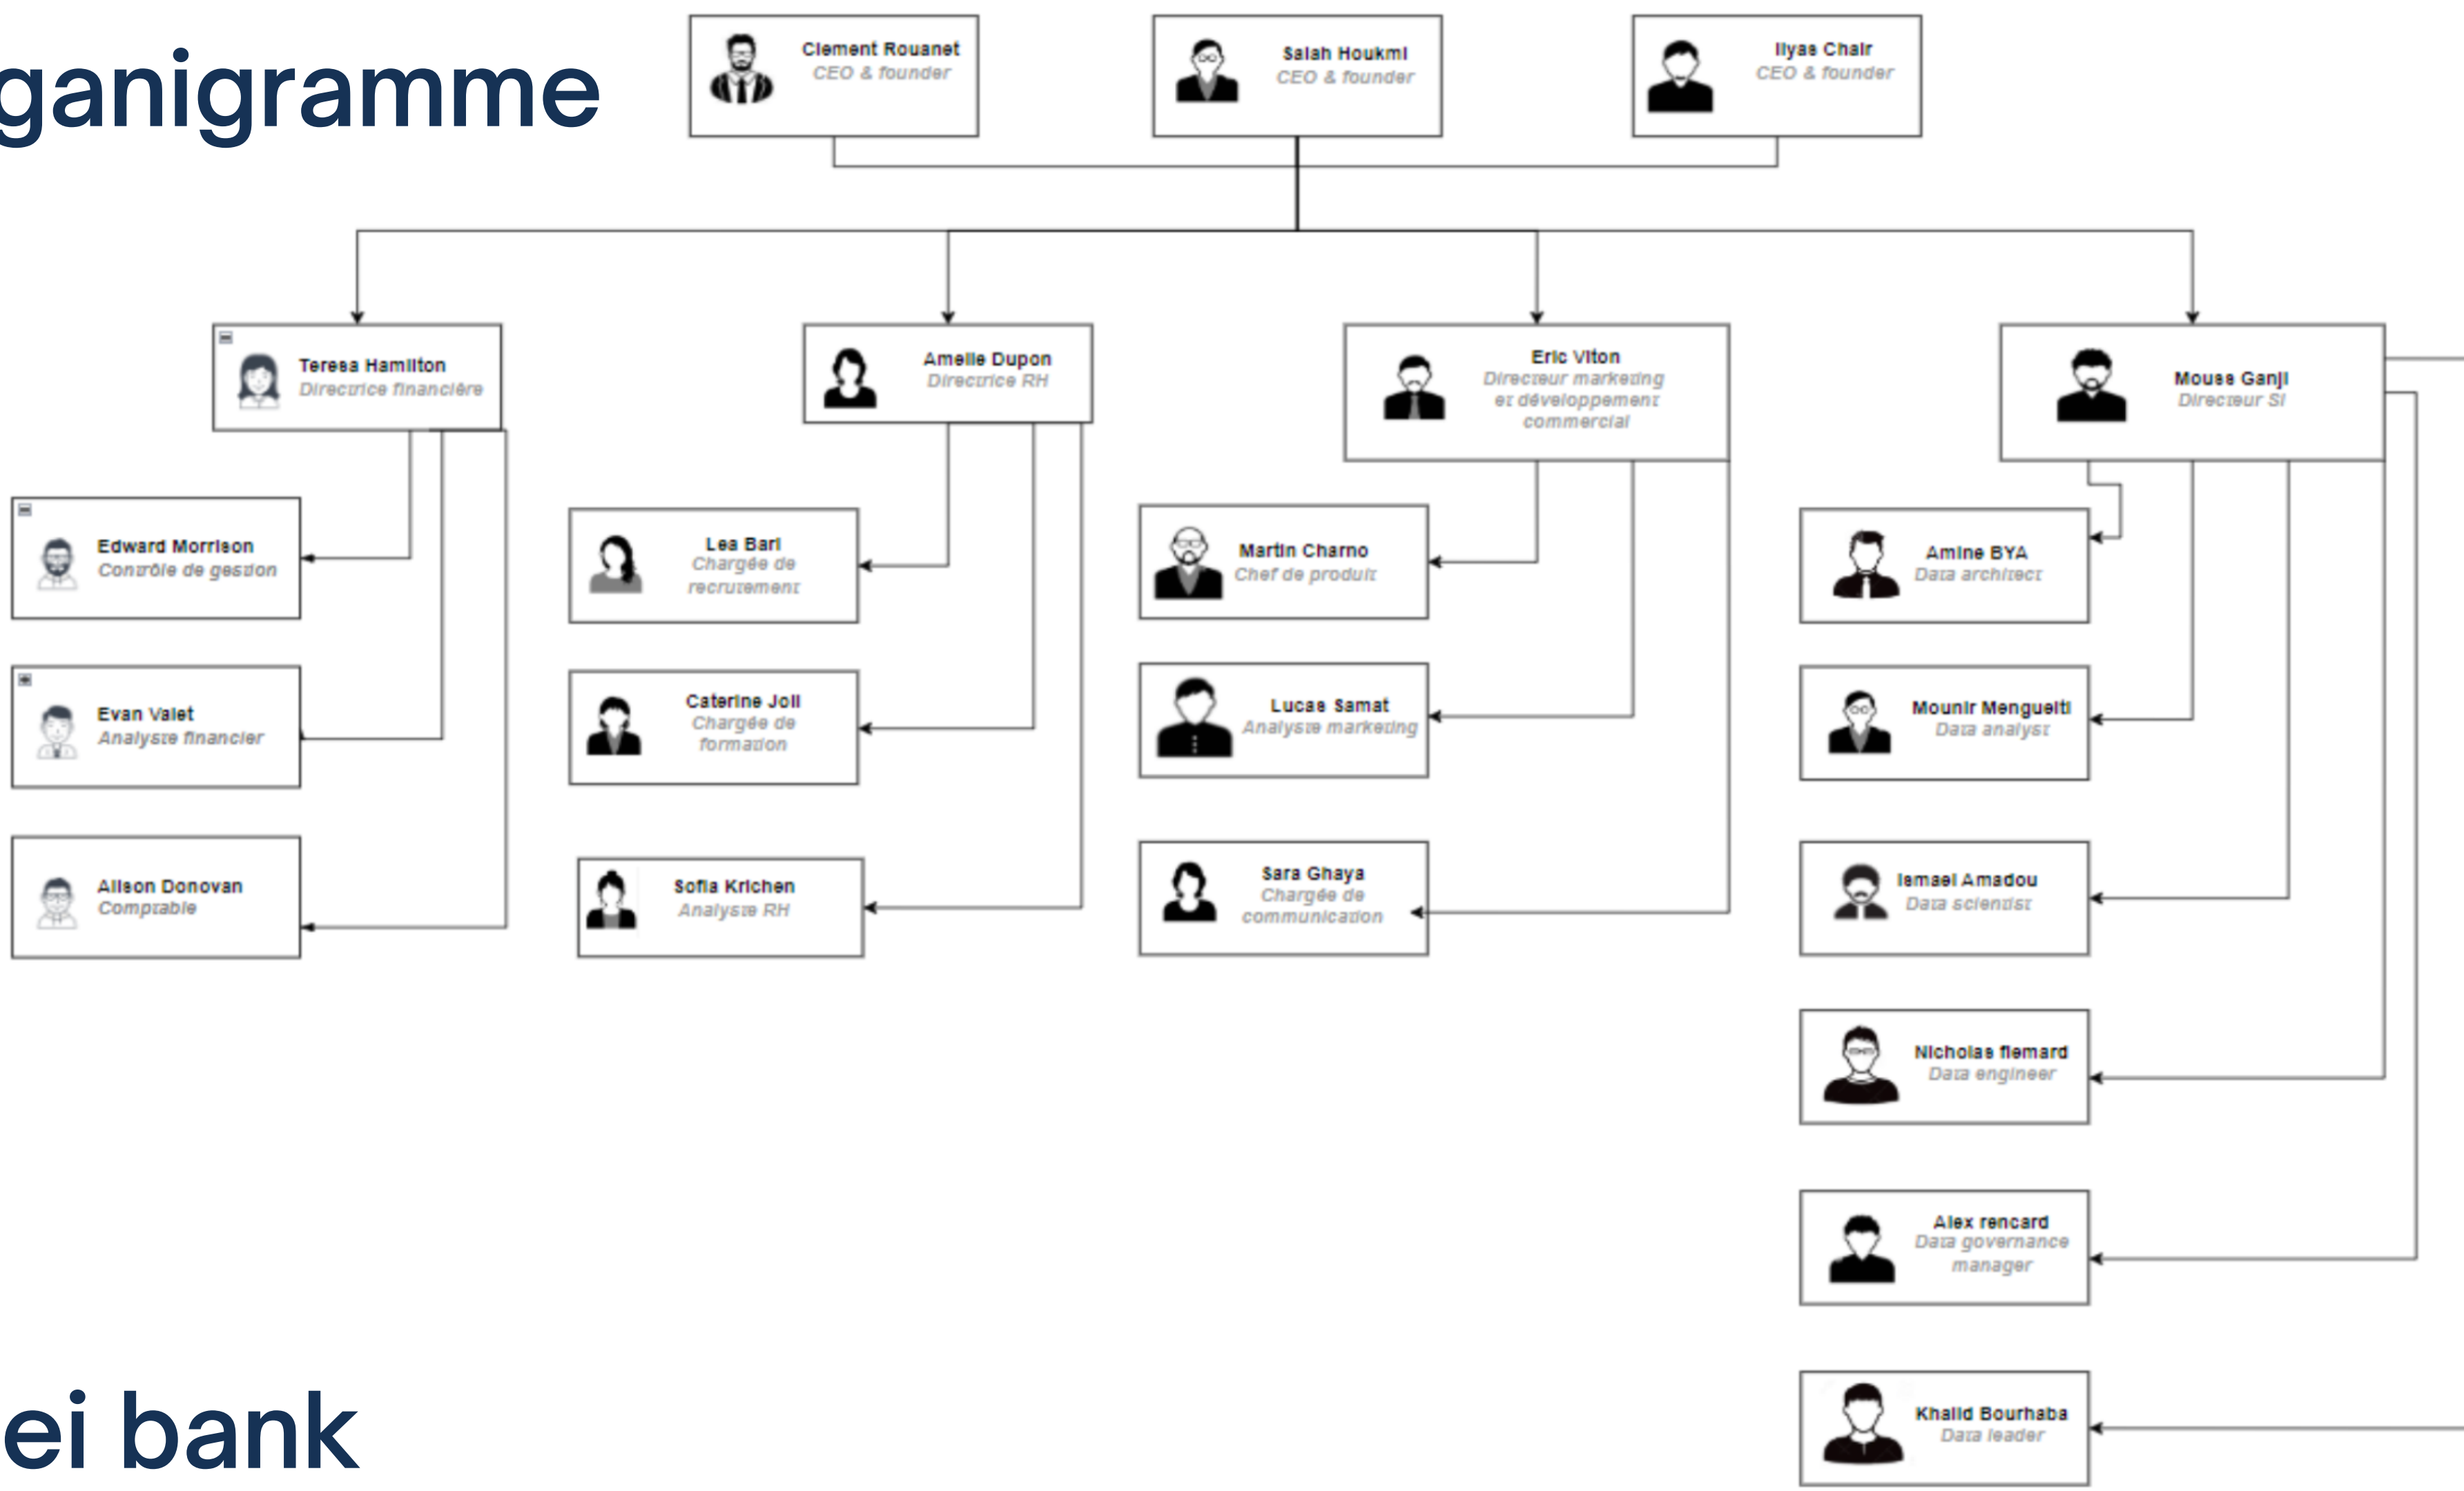 ganigramme
Clement Rouanet
CEO & founder
Salah Houkmi
CEO & founder
Ilyas Chair
CEO & founder
Teresa Hamilton
Directrice financière
Amelie Dupon
Directrice RH
Eric Viton
Directeur marketing
et développement
commercial
Mouss Ganji
Directeur SI
Edward Morrison
Contrôle de gestion
Lea Bari
Chargée de
recrutement
Martin Charno
Chef de produit
Amine BYA
Data architect
Evan Valet
Analyste financier
Caterine Joli
Chargée de
formation
Lucas Samat
Analyste marketing
Mounir Mengueiti
Data analyst
Alison Donovan
Comptable
Sofia Krichen
Analyste RH
Sara Ghaya
Chargée de
communication
Ismael Amadou
Data scientist
Nicholas flemard
Data engineer
Alex rencard
Data governance
manager
Khalid Bourhaba
Data leader
ei bank